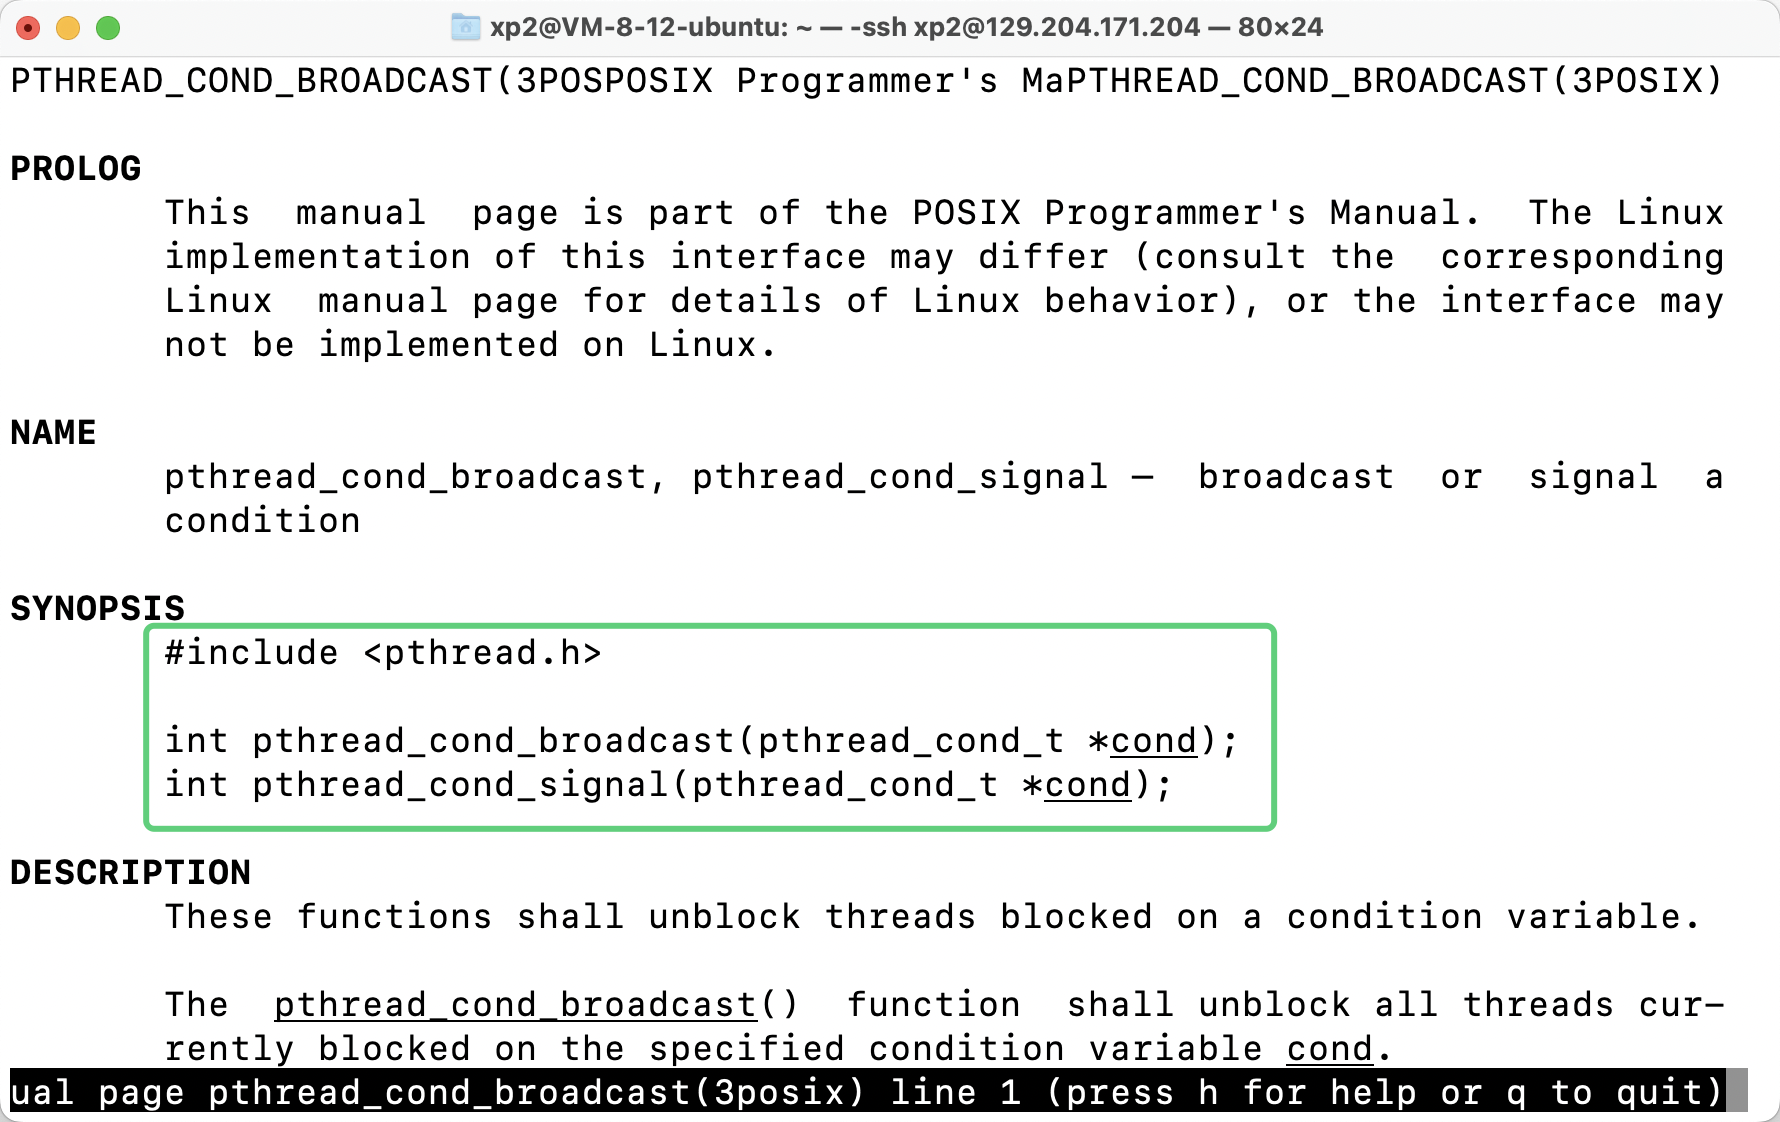 xp2@VM-8-12-ubuntu: ~ — -ssh xp2@129.204.171.204 — 80×24
PTHREAD_COND_BROADCAST(3POSPOSIX Programmer's MaPTHREAD_COND_BROADCAST(3POSIX)
PROLOG
This  manual  page is part of the POSIX Programmer's Manual.  The Linux
implementation of this interface may differ (consult the  corresponding
Linux  manual page for details of Linux behavior), or the interface may
not be implemented on Linux.
NAME
pthread_cond_broadcast, pthread_cond_signal —  broadcast  or  signal  a
condition
SYNOPSIS
#include <pthread.h>
int pthread_cond_broadcast(pthread_cond_t *cond);
int pthread_cond_signal(pthread_cond_t *cond);
DESCRIPTION
These functions shall unblock threads blocked on a condition variable.
The  pthread_cond_broadcast()  function  shall unblock all threads cur‐
rently blocked on the specified condition variable cond.
ual page pthread_cond_broadcast(3posix) line 1 (press h for help or q to quit)